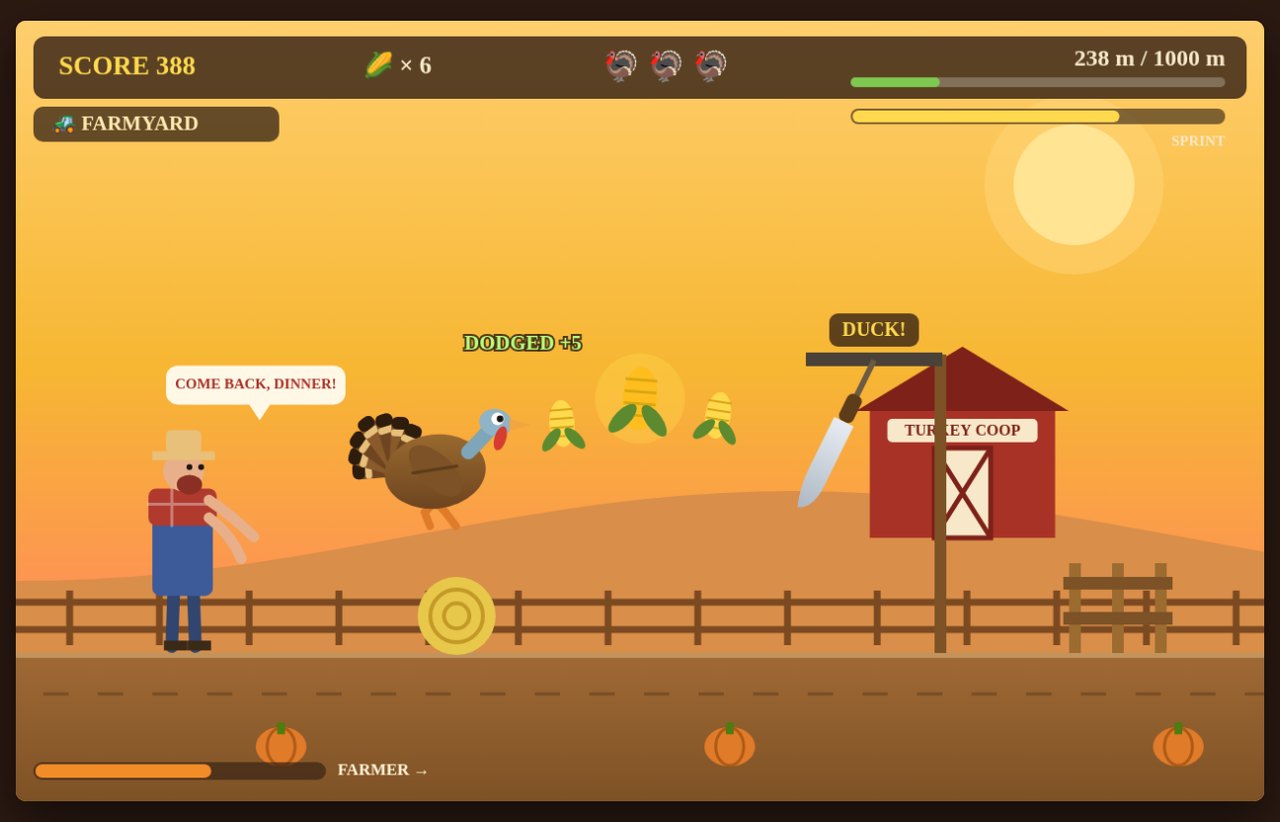 SCORE 388
× 6
238 m / 1000 m
🚜 FARMYARD
SPRINT
DUCK!
DODGED +5
COME BACK, DINNER!
TURKEY COOP
FARMER →